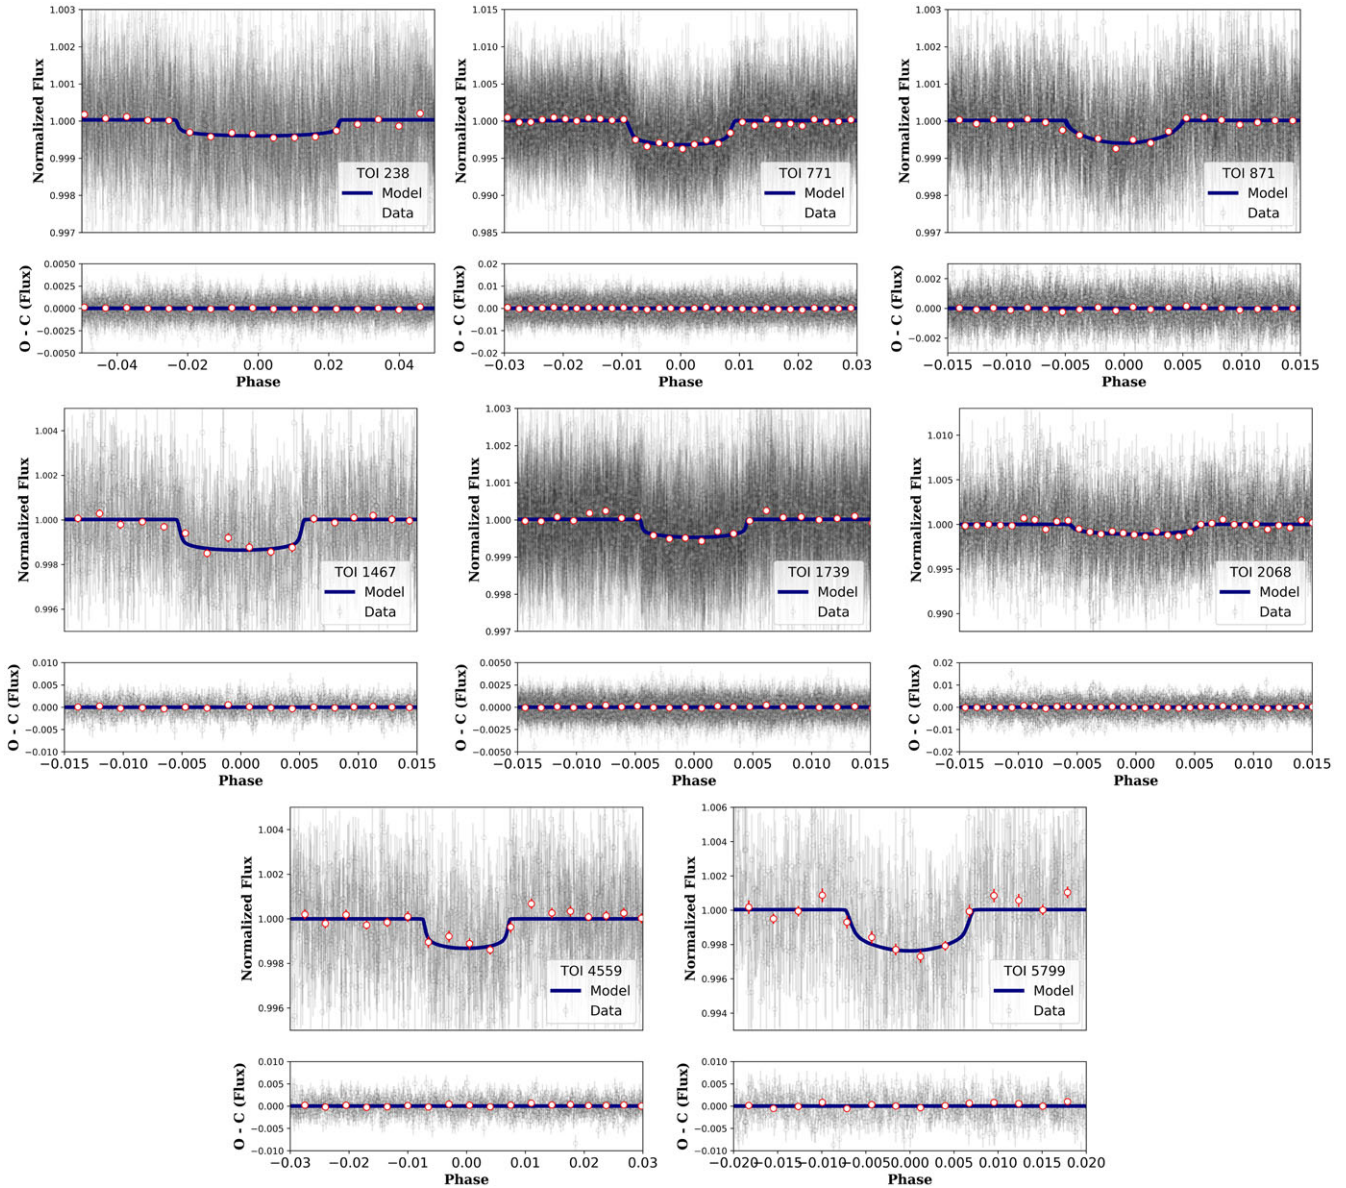 1.003
1.002
1.001
1.000
0.999
0.998
0.997
Normalized Flux
TOI 238
Model
Data
0.0050
0.0025
0.0000
−0.0025
−0.0050
O - C (Flux)
−0.04 −0.02 0.00 0.02 0.04
Phase
1.015
1.010
1.005
1.000
0.995
0.990
0.985
Normalized Flux
TOI 771
Model
Data
0.02
0.01
0.00
−0.01
−0.02
O - C (Flux)
−0.03 −0.02 −0.01 0.00 0.01 0.02 0.03
Phase
1.003
1.002
1.001
1.000
0.999
0.998
0.997
Normalized Flux
TOI 871
Model
Data
0.002
0.000
−0.002
O - C (Flux)
−0.015 −0.010 −0.005 0.000 0.005 0.010 0.015
Phase
1.004
1.002
1.000
0.998
0.996
Normalized Flux
TOI 1467
Model
Data
0.010
0.005
0.000
−0.005
−0.010
O - C (Flux)
−0.015 −0.010 −0.005 0.000 0.005 0.010 0.015
Phase
1.003
1.002
1.001
1.000
0.999
0.998
0.997
Normalized Flux
TOI 1739
Model
Data
0.0050
0.0025
0.0000
−0.0025
−0.0050
O - C (Flux)
−0.015 −0.010 −0.005 0.000 0.005 0.010 0.015
Phase
1.010
1.005
1.000
0.995
0.990
Normalized Flux
TOI 2068
Model
Data
0.02
0.01
0.00
−0.01
−0.02
O - C (Flux)
−0.015 −0.010 −0.005 0.000 0.005 0.010 0.015
Phase
1.004
1.002
1.000
0.998
0.996
Normalized Flux
TOI 4559
Model
Data
0.010
0.005
0.000
−0.005
−0.010
O - C (Flux)
−0.03 −0.02 −0.01 0.00 0.01 0.02 0.03
Phase
1.006
1.004
1.002
1.000
0.998
0.996
0.994
Normalized Flux
TOI 5799
Model
Data
0.010
0.005
0.000
−0.005
−0.010
O - C (Flux)
−0.020 −0.015 −0.010 −0.005 0.000 0.005 0.010 0.015 0.020
Phase